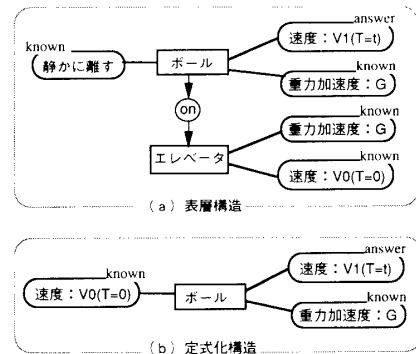 answer
known
速度：V1(T=t)
静かに離す
ボール
known
重力加速度：G
on
known
重力加速度：G
エレベータ
known
速度：V0(T=0)
(a) 表層構造
answer
known
速度：V1(T=t)
速度：V0(T=0)
ボール
known
重力加速度：G
(b) 定式化構造